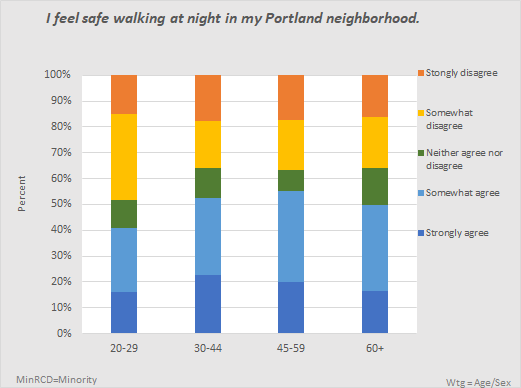 I feel safe walking at night in my Portland neighborhood.
100%
90%
80%
70%
60%
50%
40%
30%
20%
10%
0%
Percent
20-29
30-44
45-59
60+
Stongly disagree
Somewhat
disagree
Neither agree nor
disagree
Somewhat agree
Strongly agree
MinRCD=Minority
Wtg = Age/Sex